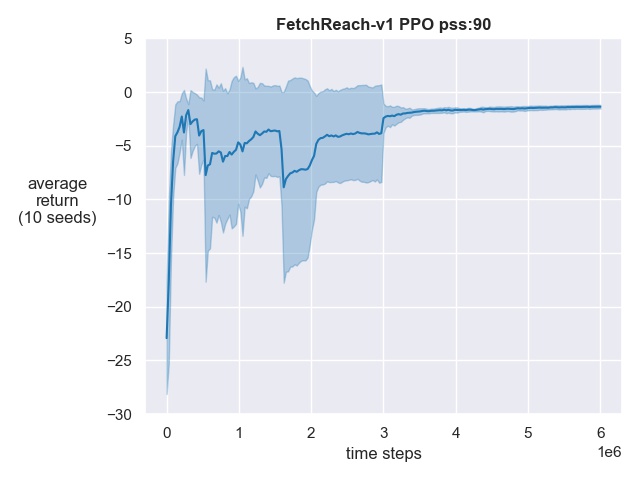 FetchReach-v1 PPO pss:90
5
0
−5
−10
−15
−20
−25
−30
average
return
(10 seeds)
0 1 2 3 4 5 6
1e6
time steps